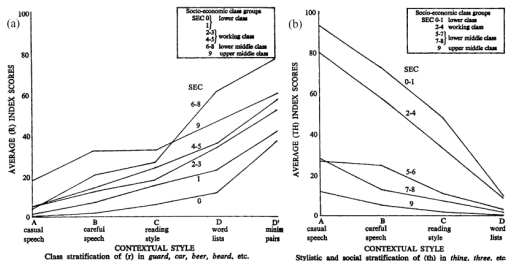 (a)
Socio-economic class groups
SEC 0 } lower class
1
2-3 } working class
4-5
6-8 lower middle class
9 upper middle class
AVERAGE (R) INDEX SCORES
100
80
60
40
20
0
SEC
6-8
9
4-5
2-3
1
0
A B C D D'
casual careful reading word minimal
speech speech style lists pairs
CONTEXTUAL STYLE
Class stratification of (r) in guard, car, beer, beard, etc.
(b)
Socio-economic class groups
SEC 0-1 lower class
2-4 working class
5-7 } lower middle class
7-8
9 upper middle class
AVERAGE (TH) INDEX SCORES
100
80
60
40
20
0
SEC
0-1
2-4
5-6
7-8
9
A B C D
casual careful reading word
speech speech style lists
CONTEXTUAL STYLE
Stylistic and social stratification of (th) in thing, three, etc.